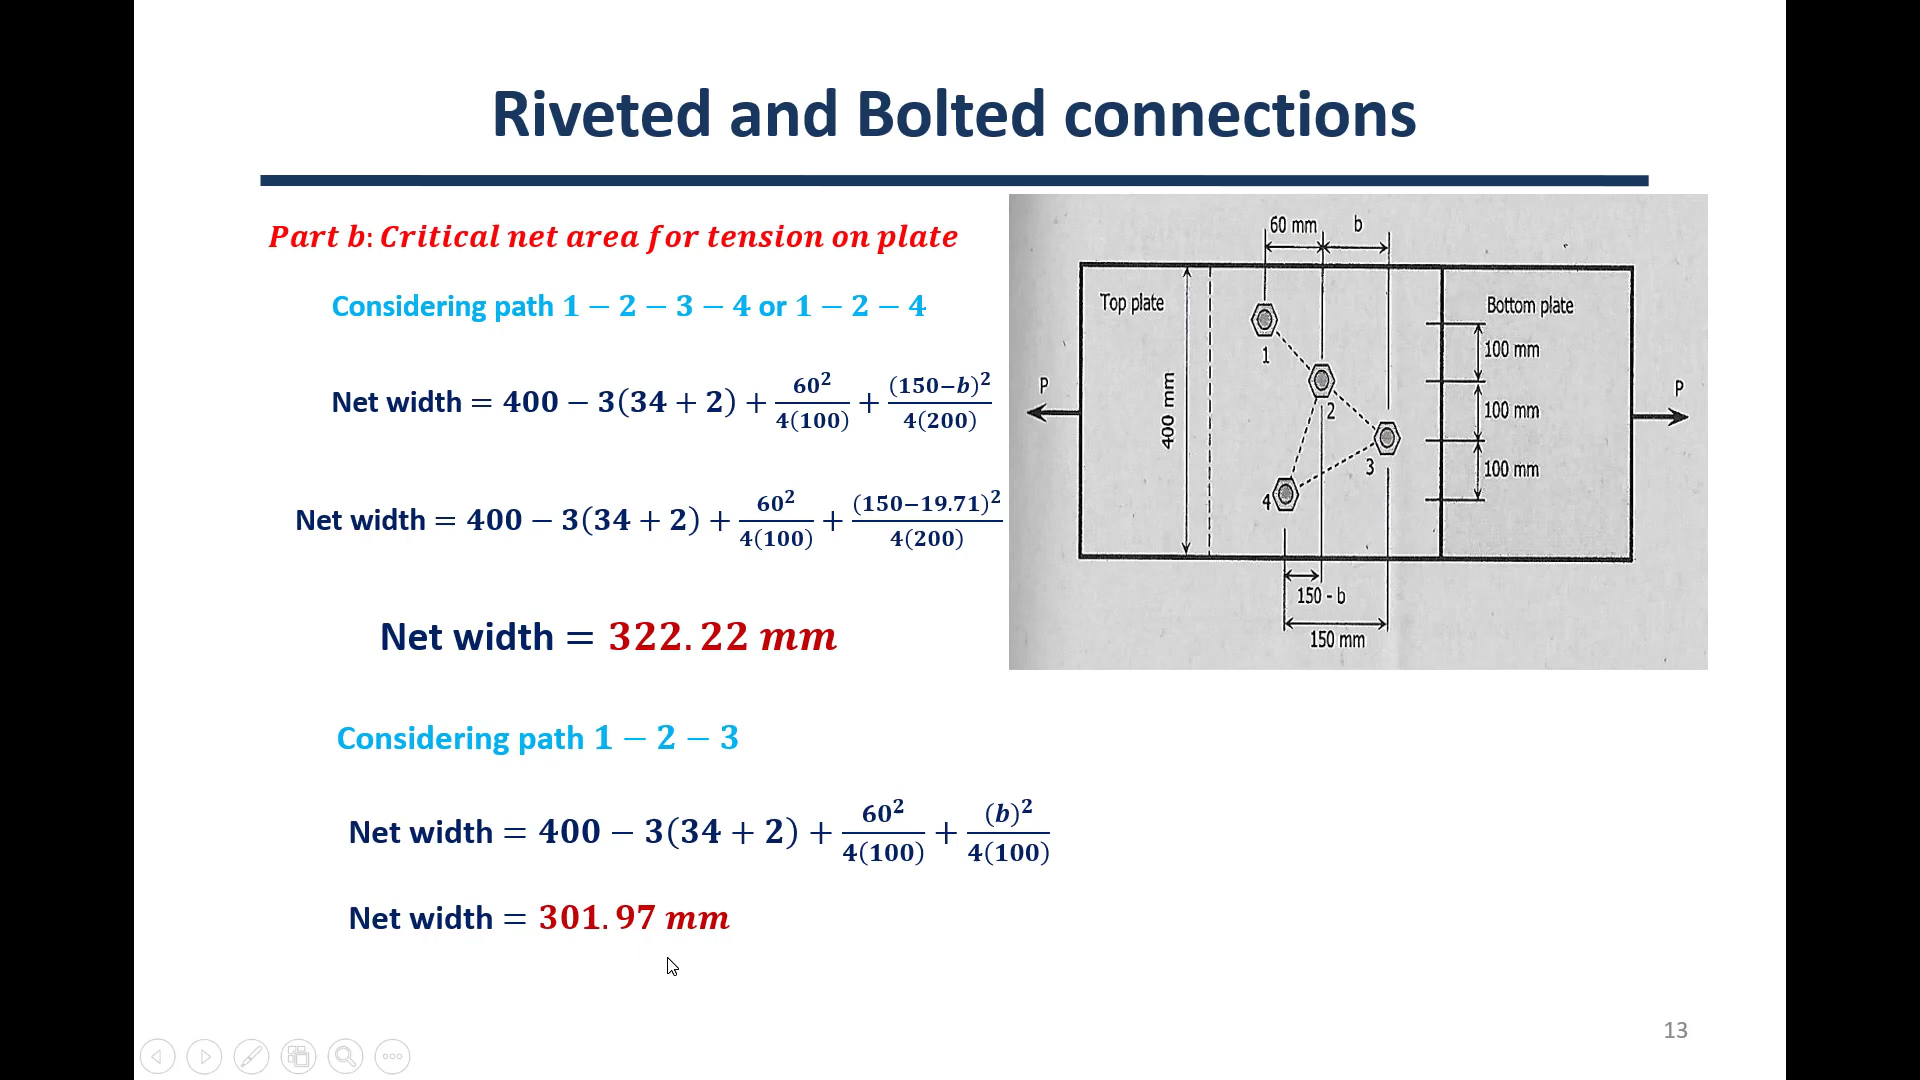 Riveted and Bolted connections
Part b: Critical net area for tension on plate
Considering path 1 − 2 − 3 − 4 or 1 − 2 − 4
Net width = 400 − 3(34 + 2) + 60²/4(100) + (150−b)²/4(200)
Net width = 400 − 3(34 + 2) + 60²/4(100) + (150−19.71)²/4(200)
Net width = 322.22 mm
Considering path 1 − 2 − 3
Net width = 400 − 3(34 + 2) + 60²/4(100) + (b)²/4(100)
Net width = 301.97 mm
60 mm b
Top plate
Bottom plate
1
100 mm
P
P
400 mm
2
100 mm
3
100 mm
4
150 - b
150 mm
13